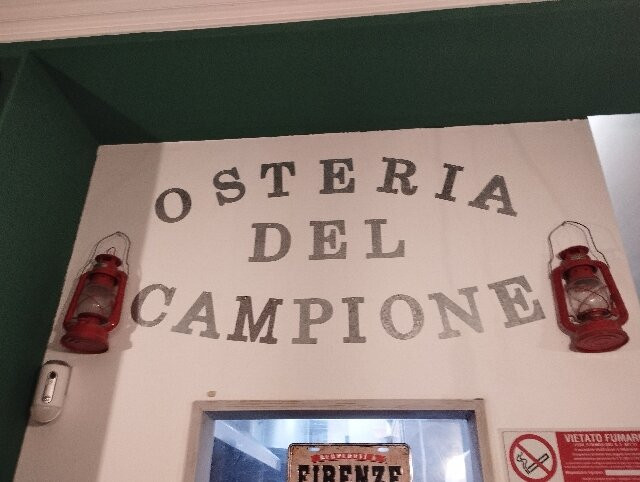 OSTERIA
DEL
CAMPIONE
FIRENZE
VIETATO FUMARE